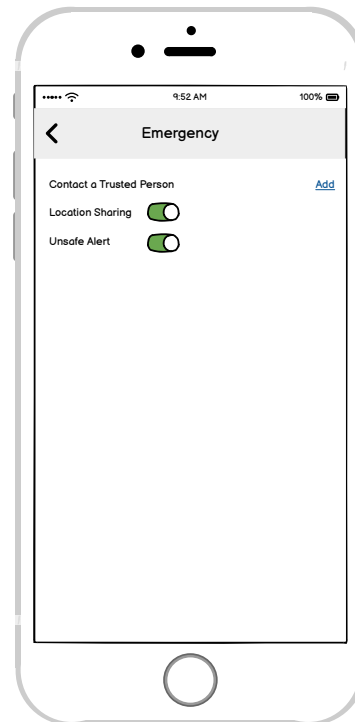 9:52 AM 100%
Emergency
Contact a Trusted Person Add
Location Sharing
Unsafe Alert